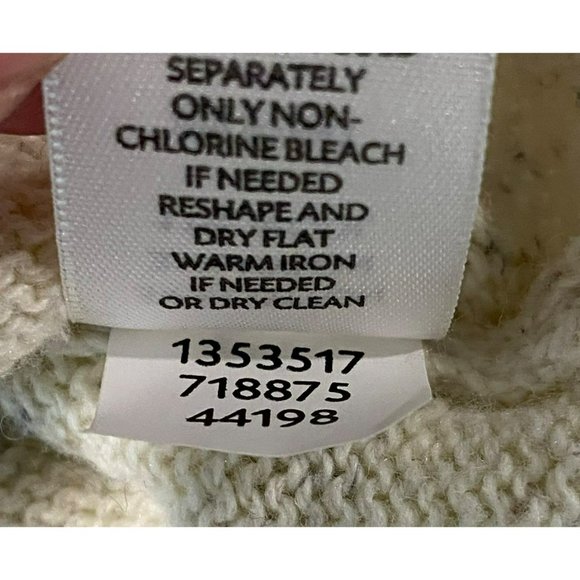 SEPARATELY
ONLY NON-
CHLORINE BLEACH
IF NEEDED
RESHAPE AND
DRY FLAT
WARM IRON
IF NEEDED
OR DRY CLEAN
1353517
718875
44198